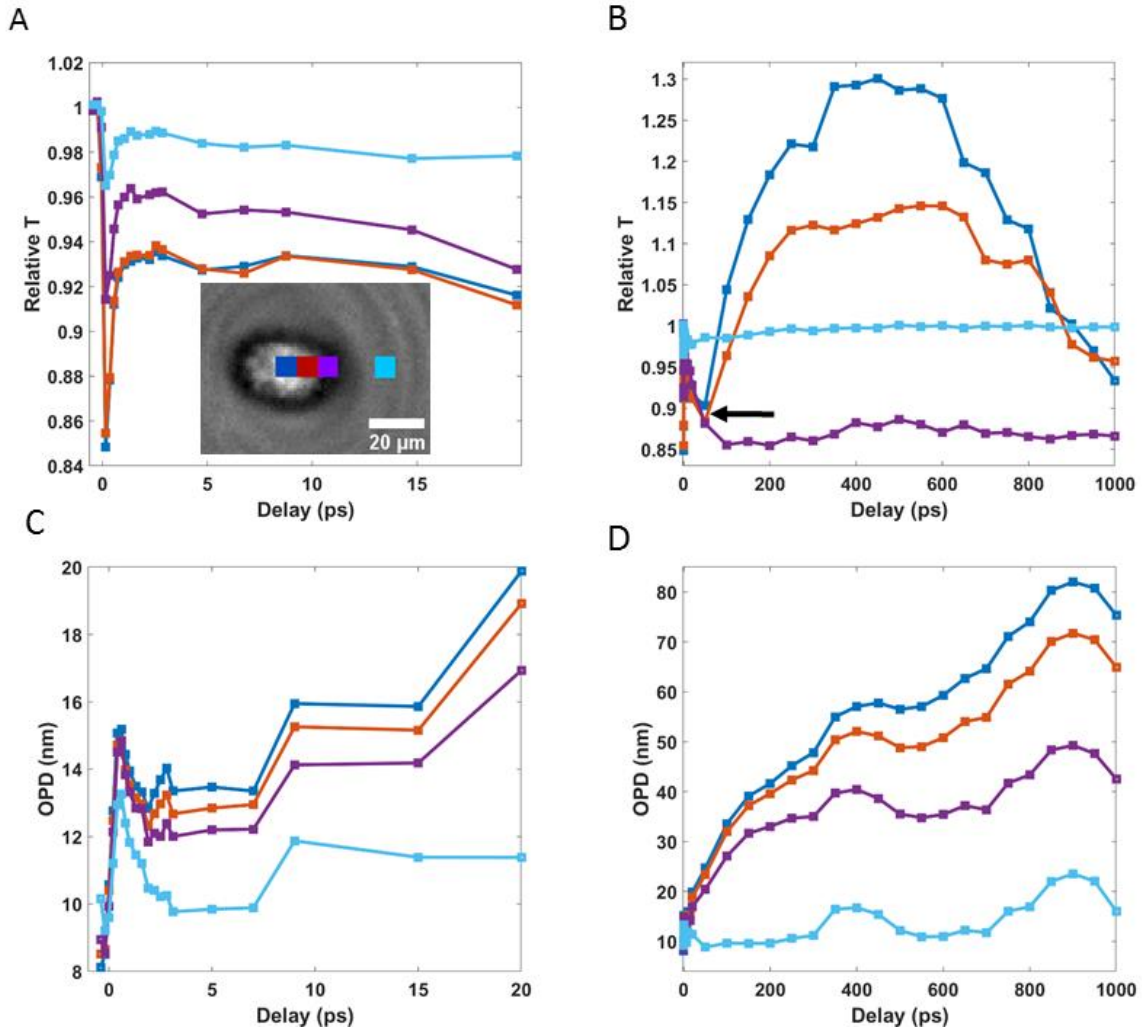 A
B
1.02
1
0.98
0.96
0.94
0.92
0.9
0.88
0.86
0.84
Relative T
0 5 10 15
Delay (ps)
20 µm
1.3
1.25
1.2
1.15
1.1
1.05
1
0.95
0.9
0.85
Relative T
0 200 400 600 800 1000
Delay (ps)
C
D
20
18
16
14
12
10
8
OPD (nm)
0 5 10 15 20
Delay (ps)
80
70
60
50
40
30
20
10
OPD (nm)
0 200 400 600 800 1000
Delay (ps)